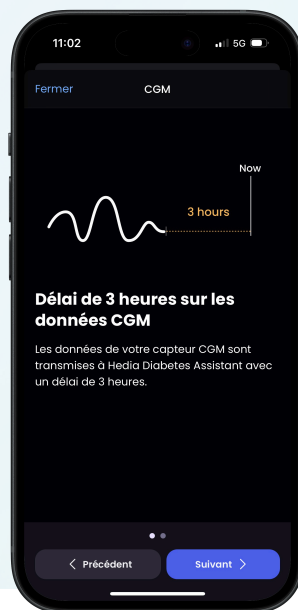 11:02
5G
Fermer
CGM
Now
3 hours
Délai de 3 heures sur les
données CGM
Les données de votre capteur CGM sont
transmises à Hedia Diabetes Assistant avec
un délai de 3 heures.
Précédent
Suivant